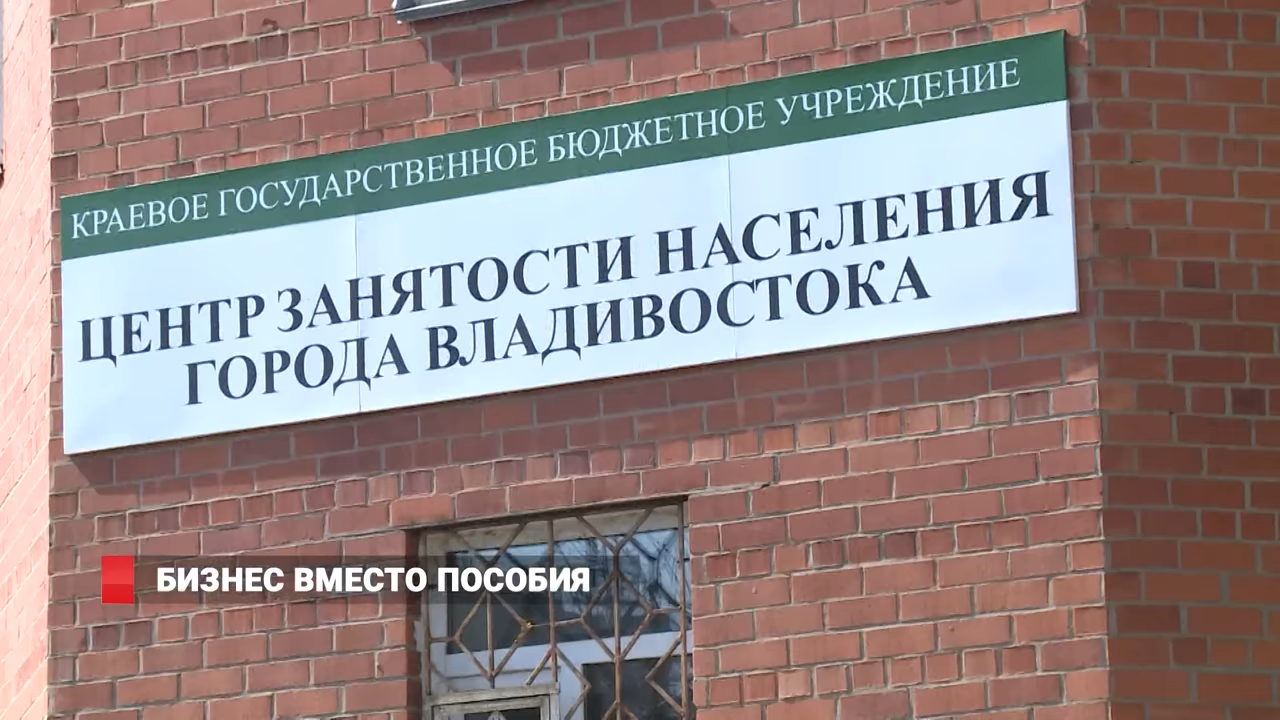 КРАЕВОЕ ГОСУДАРСТВЕННОЕ БЮДЖЕТНОЕ УЧРЕЖДЕНИЕ
ЦЕНТР ЗАНЯТОСТИ НАСЕЛЕНИЯ
ГОРОДА ВЛАДИВОСТОКА
БИЗНЕС ВМЕСТО ПОСОБИЯ